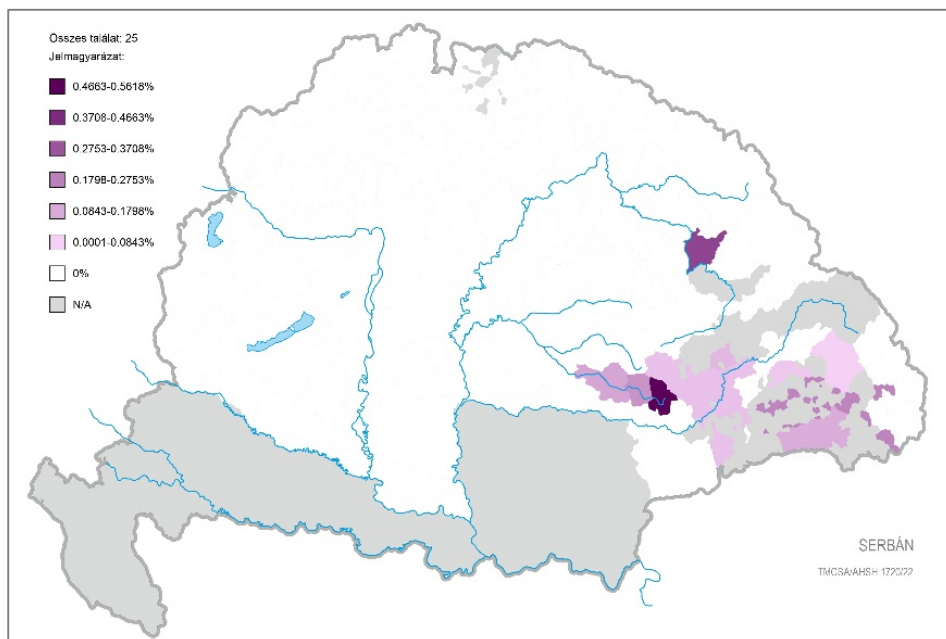 Összes találat: 25
Jelmagyarázat:
0.4663-0.5618%
0.3708-0.4663%
0.2753-0.3708%
0.1798-0.2753%
0.0843-0.1798%
0.0001-0.0843%
0%
N/A
SERBÁN
TMCSA/AHSH 1720/22